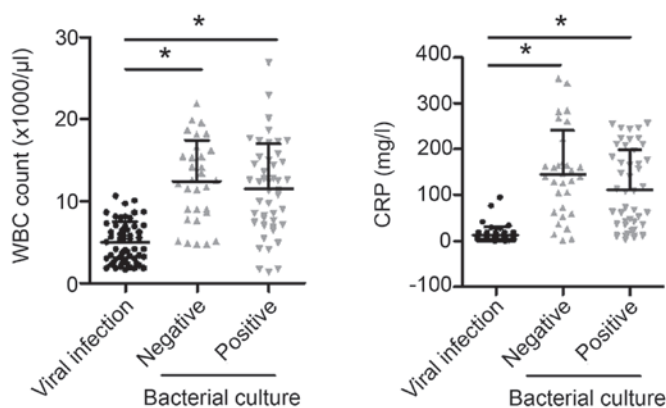 * *
*
30
20
10
0
WBC count (x1000/µl)
Viral infection
Negative
Positive
Bacterial culture
*
*
400
300
200
100
0
-100
CRP (mg/l)
Viral infection
Negative
Positive
Bacterial culture